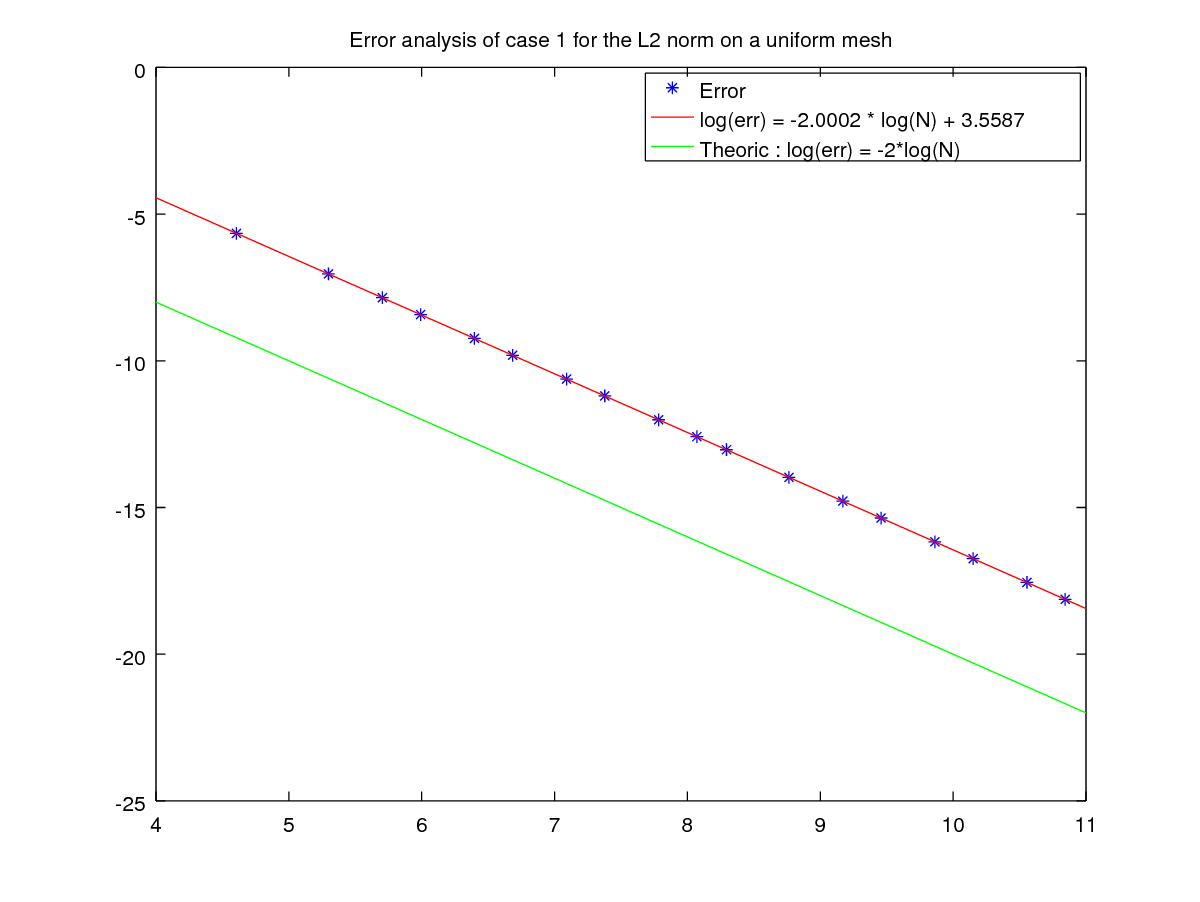 Error analysis of case 1 for the L2 norm on a uniform mesh
Error
log(err) = -2.0002 * log(N) + 3.5587
Theoric : log(err) = -2*log(N)
0
-5
-10
-15
-20
-25
4 5 6 7 8 9 10 11